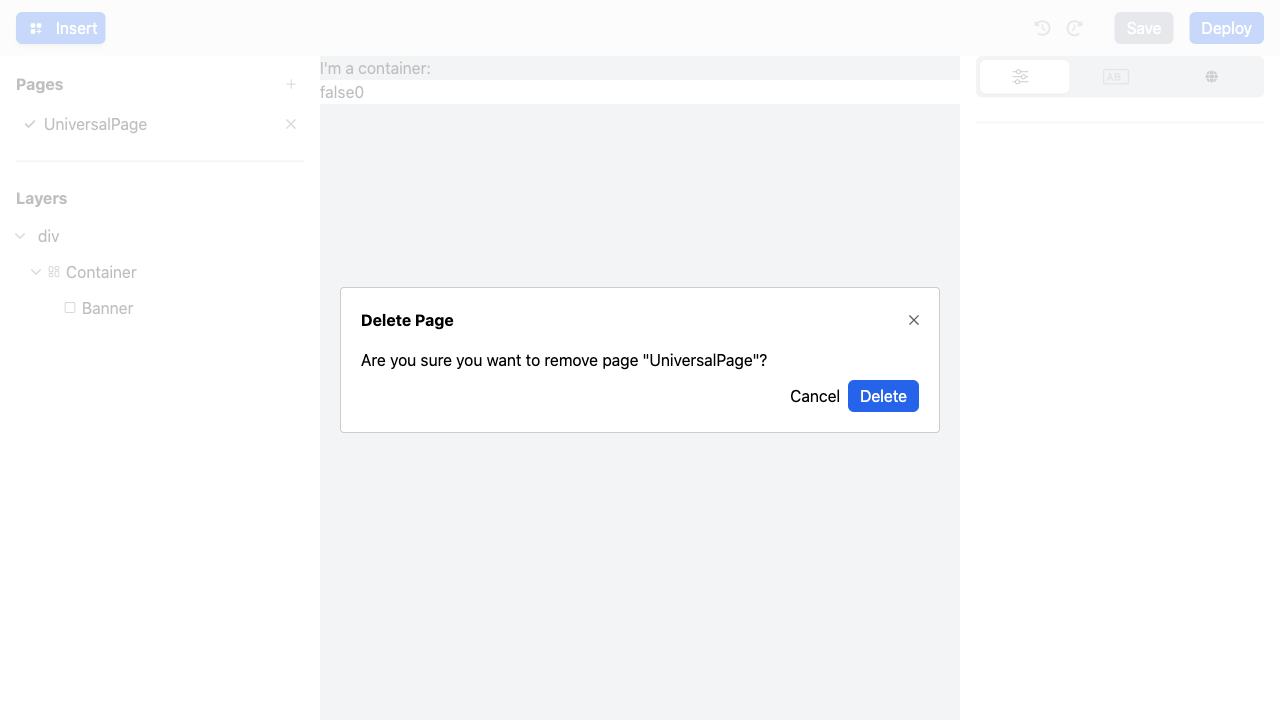 Insert
Save
Deploy
Pages
UniversalPage
Layers
div
Container
Banner
I'm a container:
false0
AB
Delete Page
Are you sure you want to remove page "UniversalPage"?
Cancel
Delete